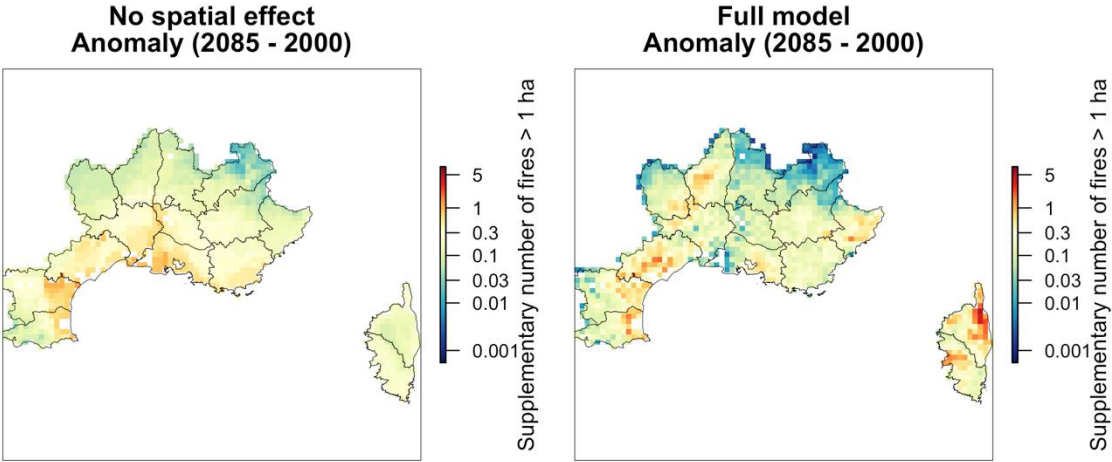 No spatial effect
Anomaly (2085 - 2000)
5
1
0.3
0.1
0.03
0.01
0.001
Supplementary number of fires > 1 ha
Full model
Anomaly (2085 - 2000)
5
1
0.3
0.1
0.03
0.01
0.001
Supplementary number of fires > 1 ha